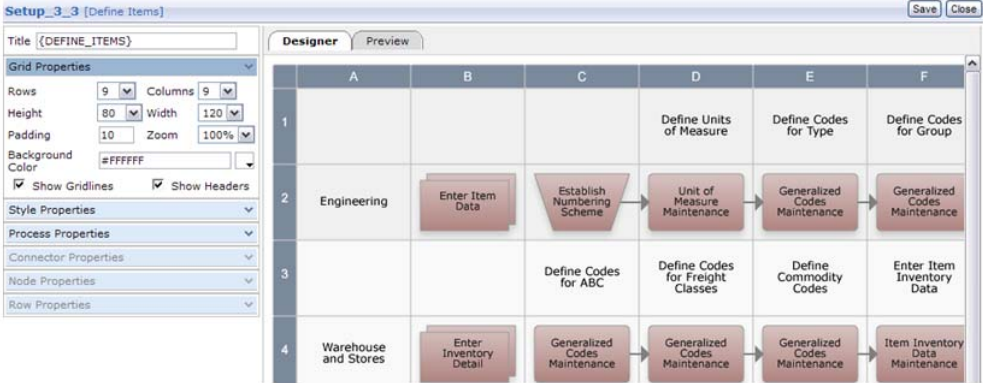 Setup_3_3 [Define Items]
Save Close
Title {DEFINE_ITEMS}
Grid Properties
Rows 9 Columns 9
Height 80 Width 120
Padding 10 Zoom 100%
Background
Color
#FFFFFF
Show Gridlines Show Headers
Style Properties
Process Properties
Connector Properties
Node Properties
Row Properties
Designer Preview
A B C D E F
1
Define Units
of Measure
Define Codes
for Type
Define Codes
for Group
2
Engineering
Enter Item
Data
Establish
Numbering
Scheme
Unit of
Measure
Maintenance
Generalized
Codes
Maintenance
Generalized
Codes
Maintenance
3
Define Codes
for ABC
Define Codes
for Freight
Classes
Define
Commodity
Codes
Enter Item
Inventory
Data
4
Warehouse
and Stores
Enter
Inventory
Detail
Generalized
Codes
Maintenance
Generalized
Codes
Maintenance
Generalized
Codes
Maintenance
Item Inventory
Data
Maintenance